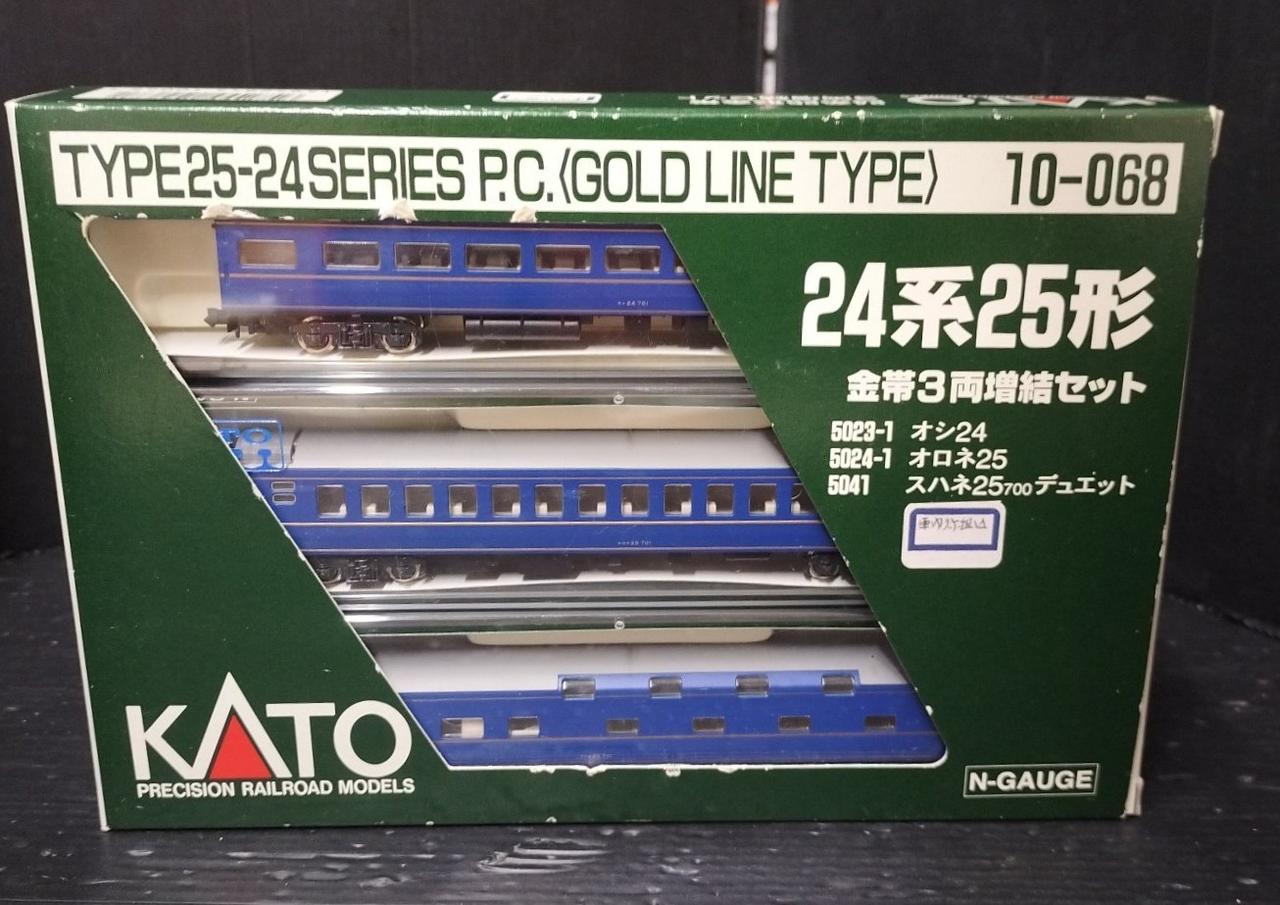 TYPE25-24SERIES P.C.〈GOLD LINE TYPE〉 10-068
24系25形
金帯3両増結セット
5023-1 オシ24
5024-1 オロネ25
5041 スハネ25700デュエット
KATO
PRECISION RAILROAD MODELS
N-GAUGE